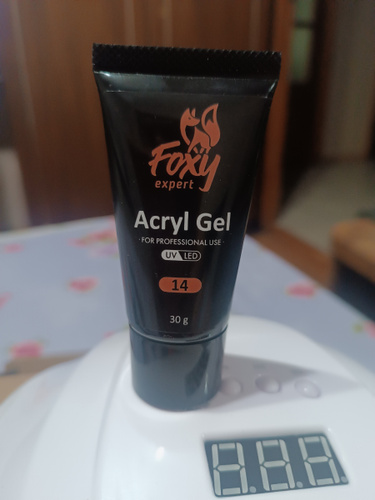 Foxy
expert
Acryl Gel
· FOR PROFESSIONAL USE ·
UV LED
14
30 g